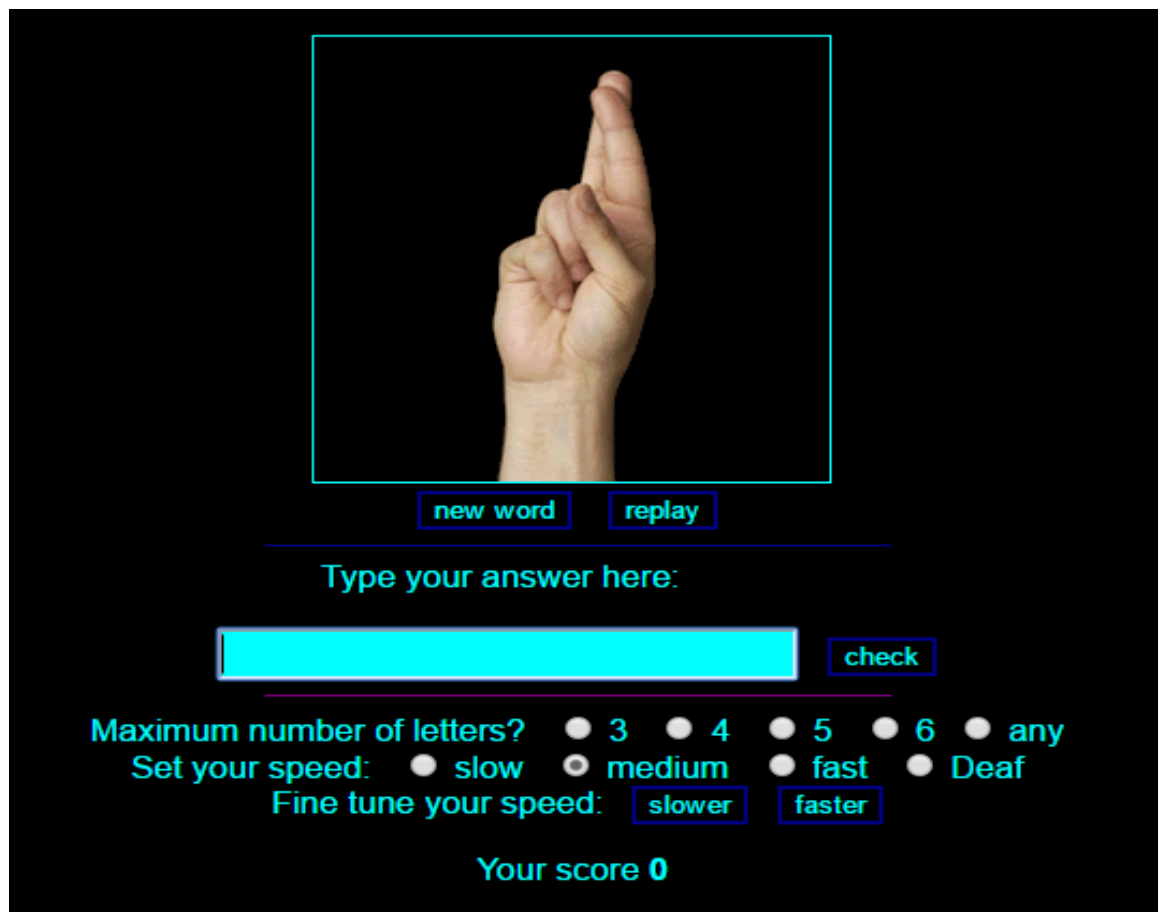 new word replay
Type your answer here:
check
Maximum number of letters? 3 4 5 6 any
Set your speed: slow medium fast Deaf
Fine tune your speed: slower faster
Your score 0